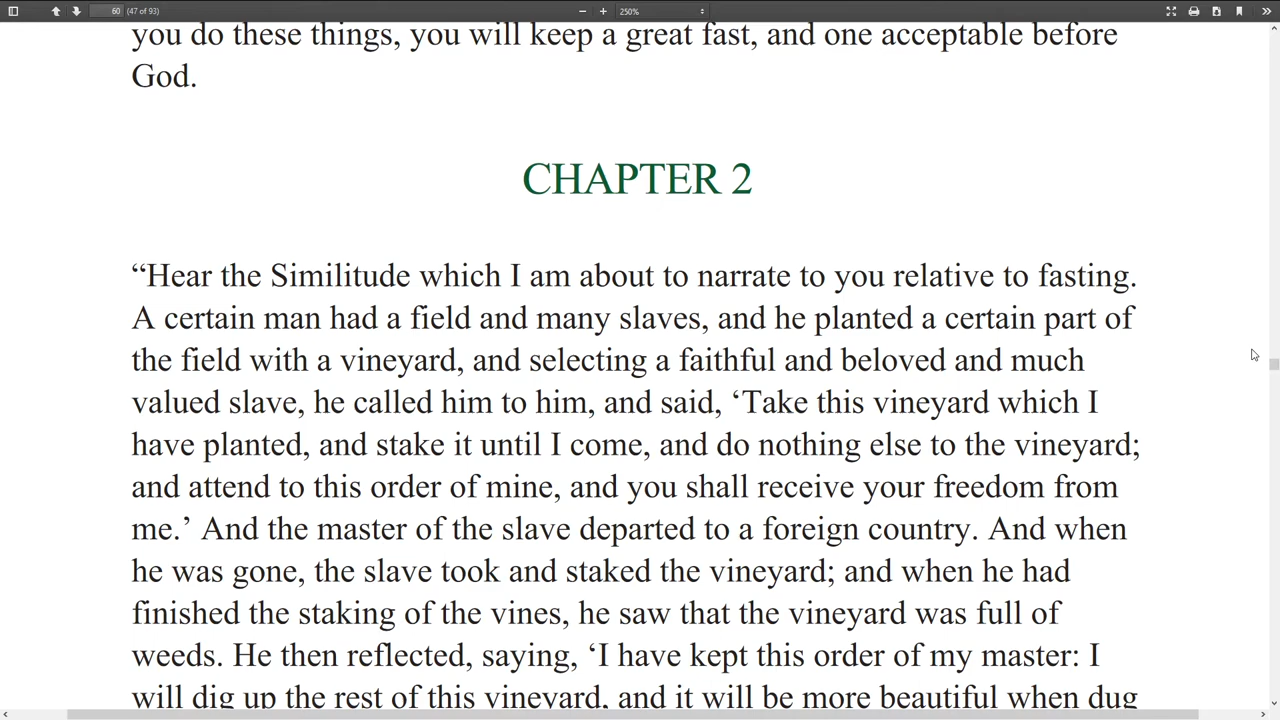 60 (47 of 93) 250%
you do these things, you will keep a great fast, and one acceptable before
God.
CHAPTER 2
“Hear the Similitude which I am about to narrate to you relative to fasting.
A certain man had a field and many slaves, and he planted a certain part of
the field with a vineyard, and selecting a faithful and beloved and much
valued slave, he called him to him, and said, ‘Take this vineyard which I
have planted, and stake it until I come, and do nothing else to the vineyard;
and attend to this order of mine, and you shall receive your freedom from
me.’ And the master of the slave departed to a foreign country. And when
he was gone, the slave took and staked the vineyard; and when he had
finished the staking of the vines, he saw that the vineyard was full of
weeds. He then reflected, saying, ‘I have kept this order of my master: I
will dig up the rest of this vineyard, and it will be more beautiful when dug